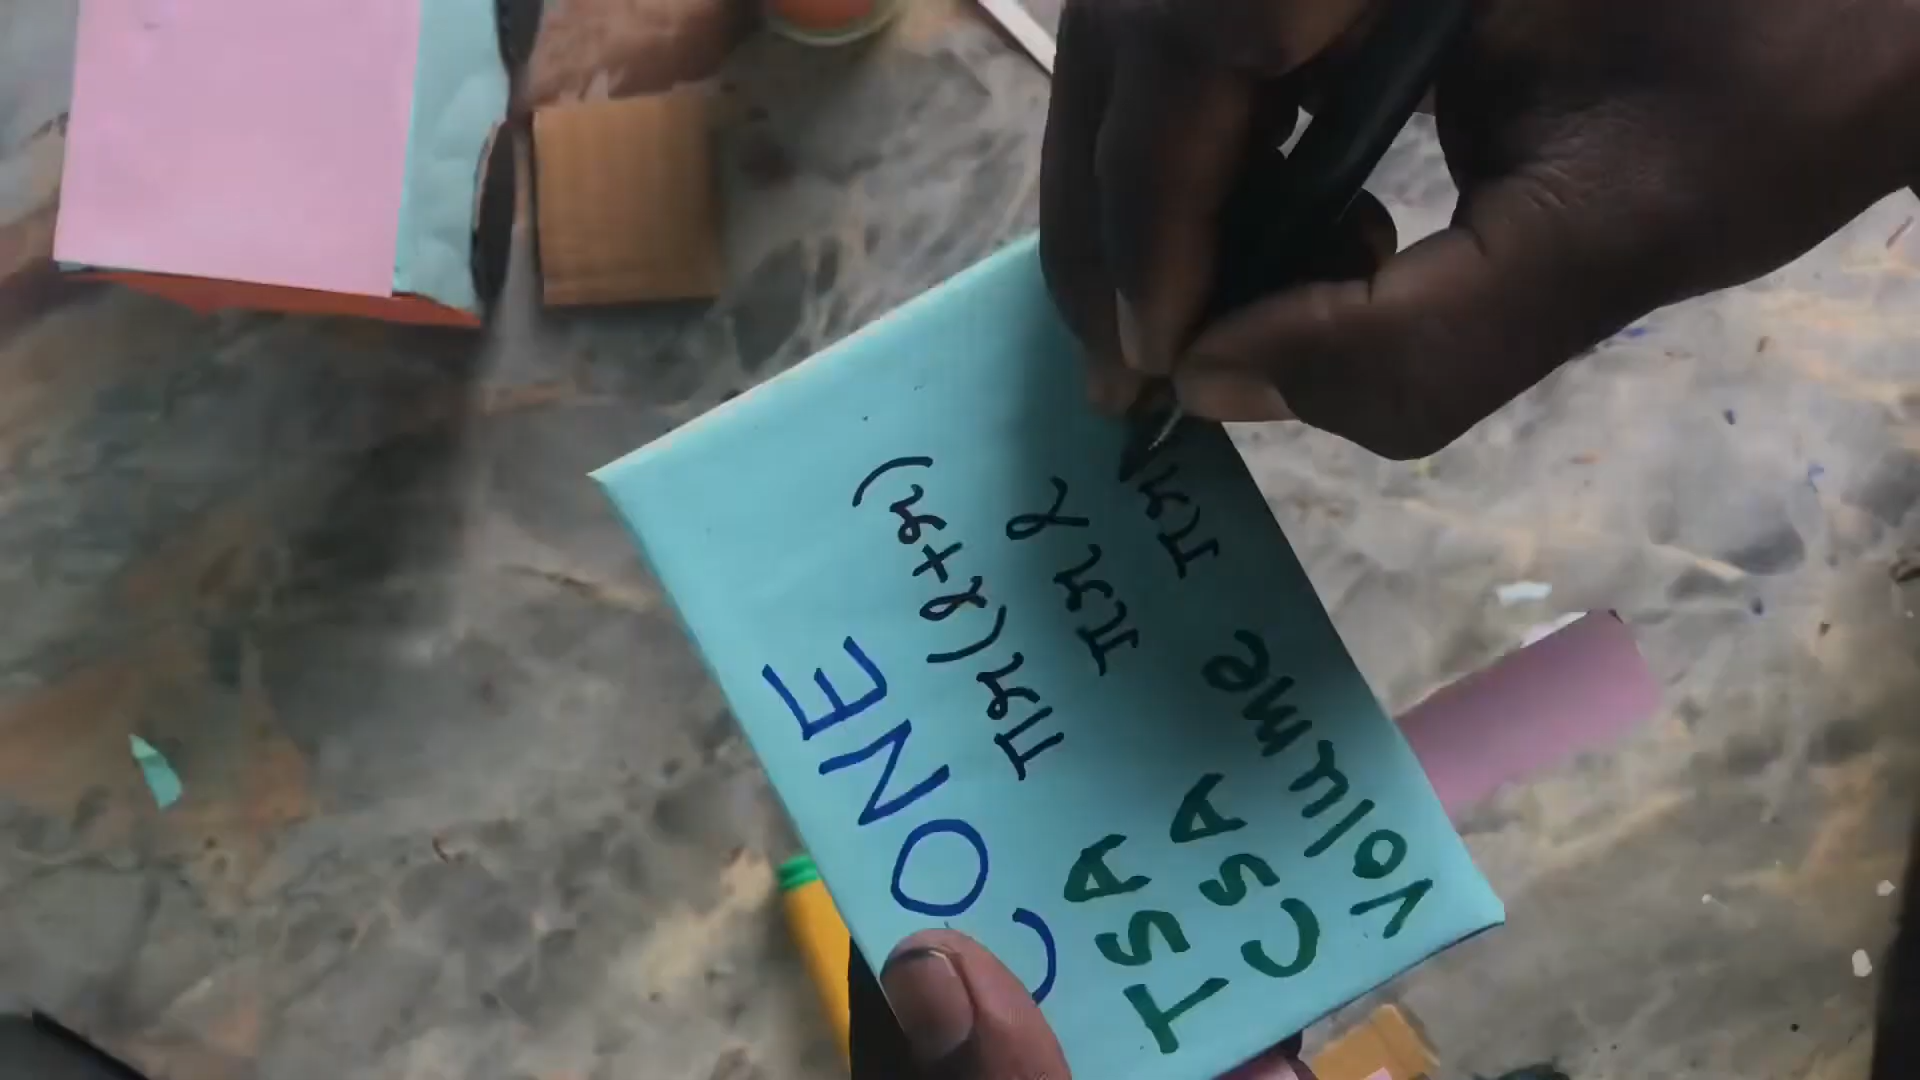 CONE
TSA πr(l+r)
CSA πrl
Volume πr